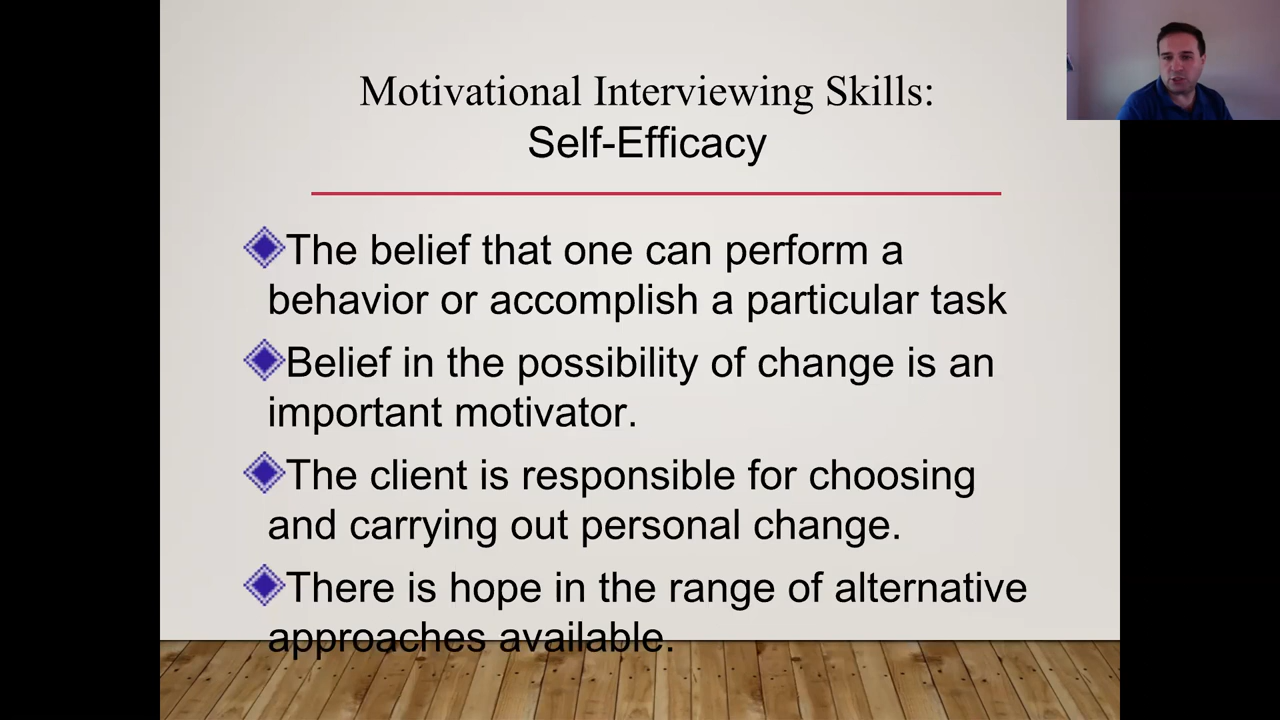 Motivational Interviewing Skills:
Self-Efficacy
The belief that one can perform a
behavior or accomplish a particular task
Belief in the possibility of change is an
important motivator.
The client is responsible for choosing
and carrying out personal change.
There is hope in the range of alternative
approaches available.